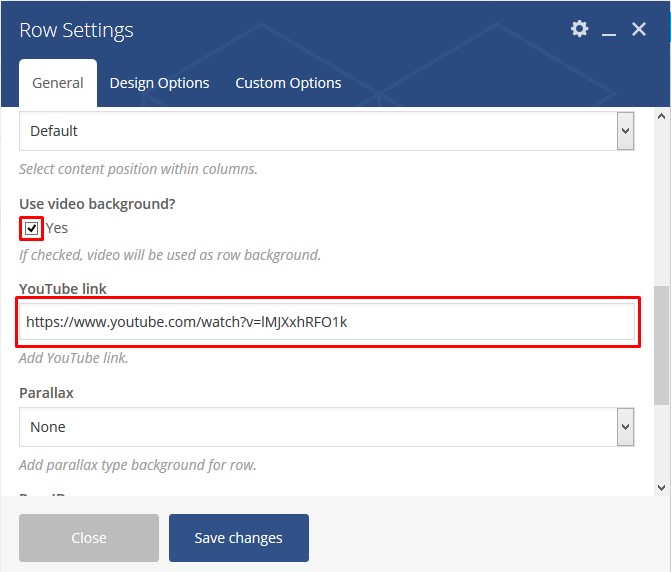 Row Settings
General
Design Options
Custom Options
Default
Select content position within columns.
Use video background?
Yes
If checked, video will be used as row background.
YouTube link
https://www.youtube.com/watch?v=lMJXxhRFO1k
Add YouTube link.
Parallax
None
Add parallax type background for row.
Close
Save changes